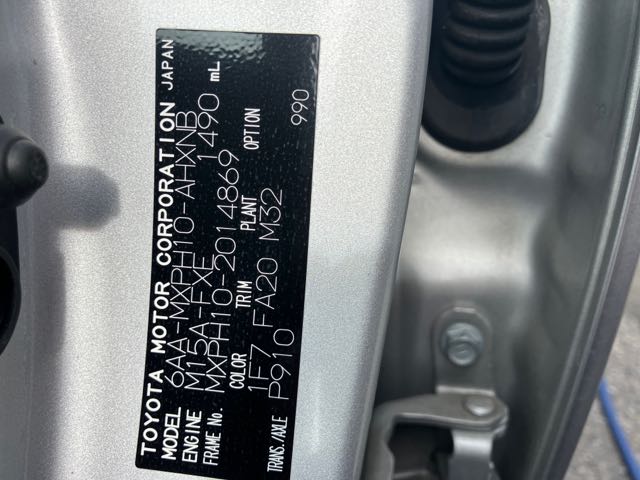 TOYOTA MOTOR CORPORATION JAPAN
MODEL 6AA-MXPH10-AHXNB
ENGINE M15A-FXE 1490 mL
FRAME No. MXPH10-2014869
COLOR TRIM PLANT OPTION
1F7 FA20 M32 990
TRANS./AXLE P910